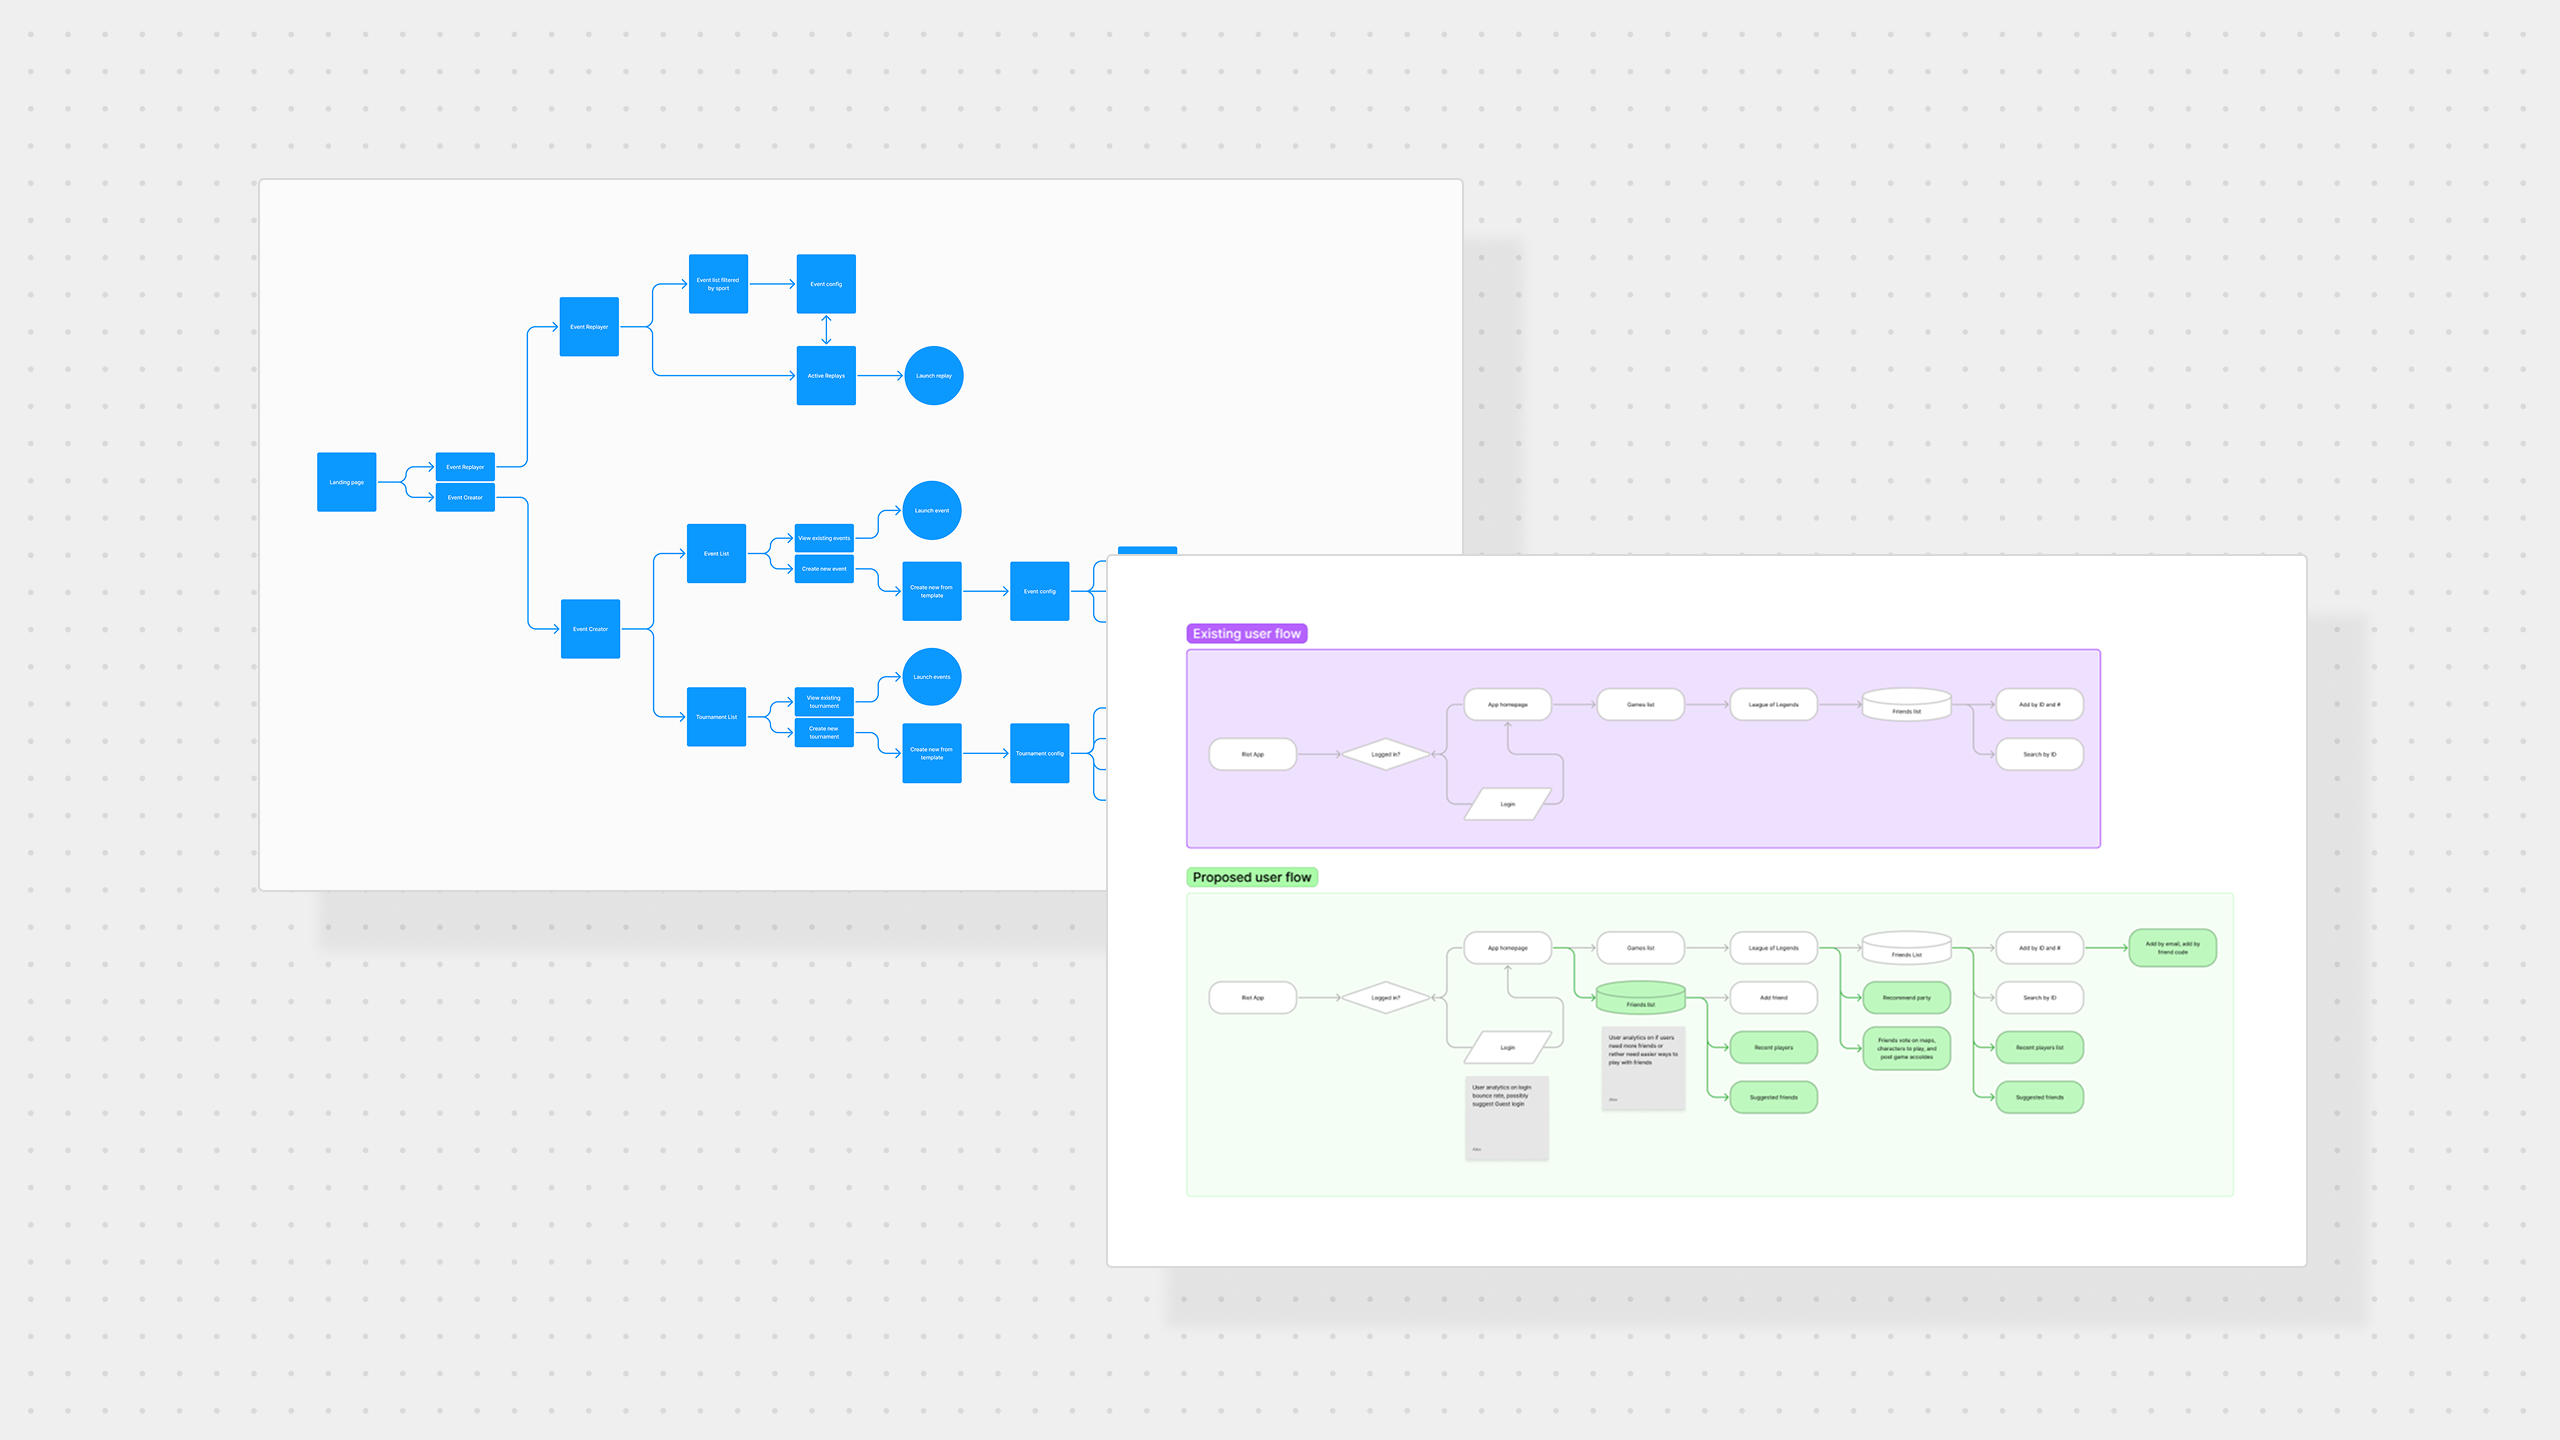 Event list filtered
by sport
Event config
Event Replayer
Active Replays
Launch replay
Landing page
Event Replayer
Event Creator
Launch event
Event List
View existing events
Create new event
Create new from
template
Event config
Event Creator
Launch events
Tournament List
View existing
tournament
Create new
tournament
Create new from
template
Tournament config
Existing user flow
App homepage
Games list
League of Legends
Friends list
Add by ID and #
Riot App
Logged in?
Search by ID
Login
Proposed user flow
App homepage
Games list
League of Legends
Friends List
Add by ID and #
Add by email, add by
friend code
Riot App
Logged in?
Friends list
Add friend
Recommend party
Search by ID
Login
User analytics on if users
need more friends or
rather need easier ways to
play with friends
Alex
Recent players
Friends vote on maps,
characters to play, and
post game accoldes
Recent players list
User analytics on login
bounce rate, possibly
suggest Guest login
Alex
Suggested friends
Suggested friends